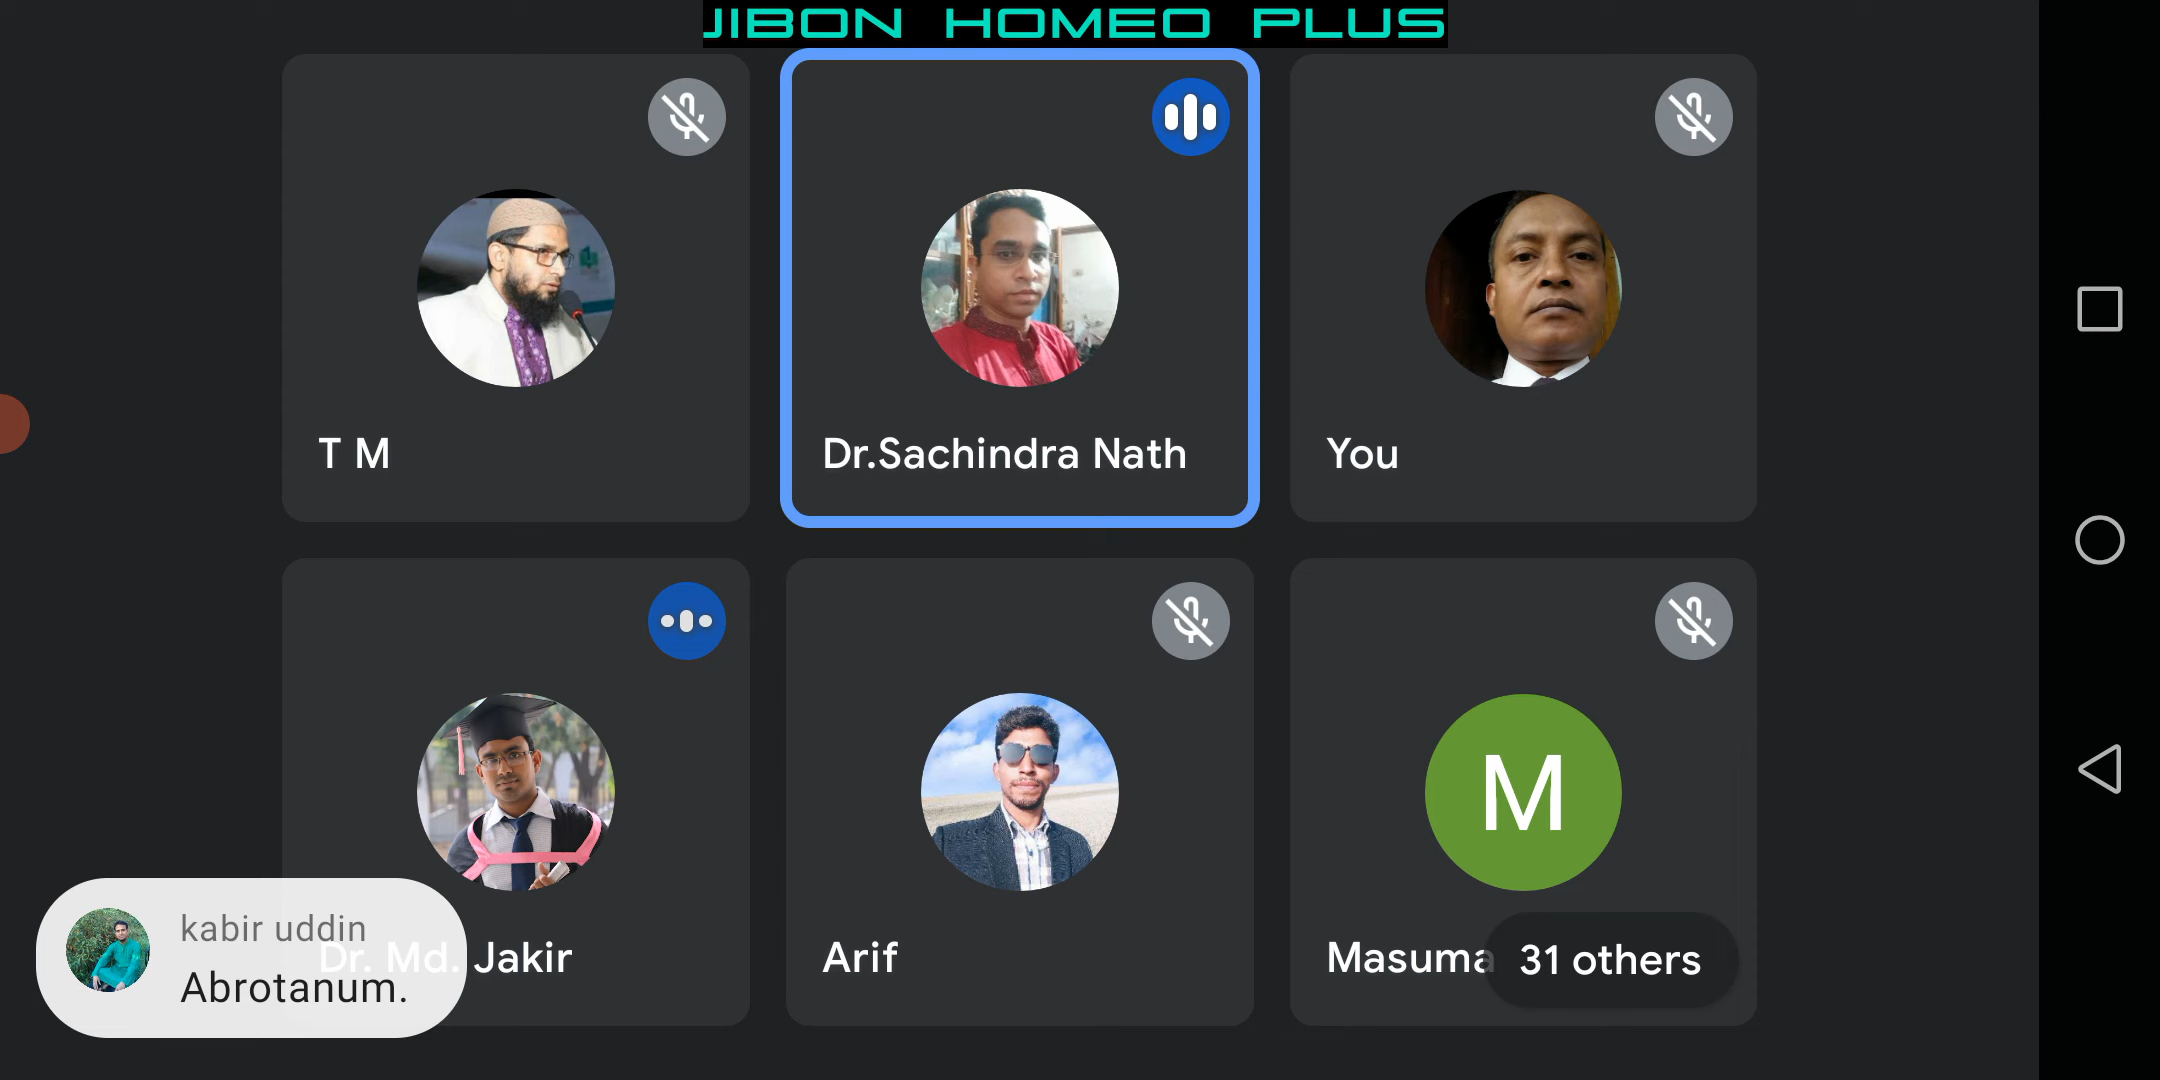 JIBON HOMEO PLUS
T M
Dr.Sachindra Nath
You
kabir uddin
Abrotanum.
Dr. Md. Jakir
Arif
M
Masuma
31 others